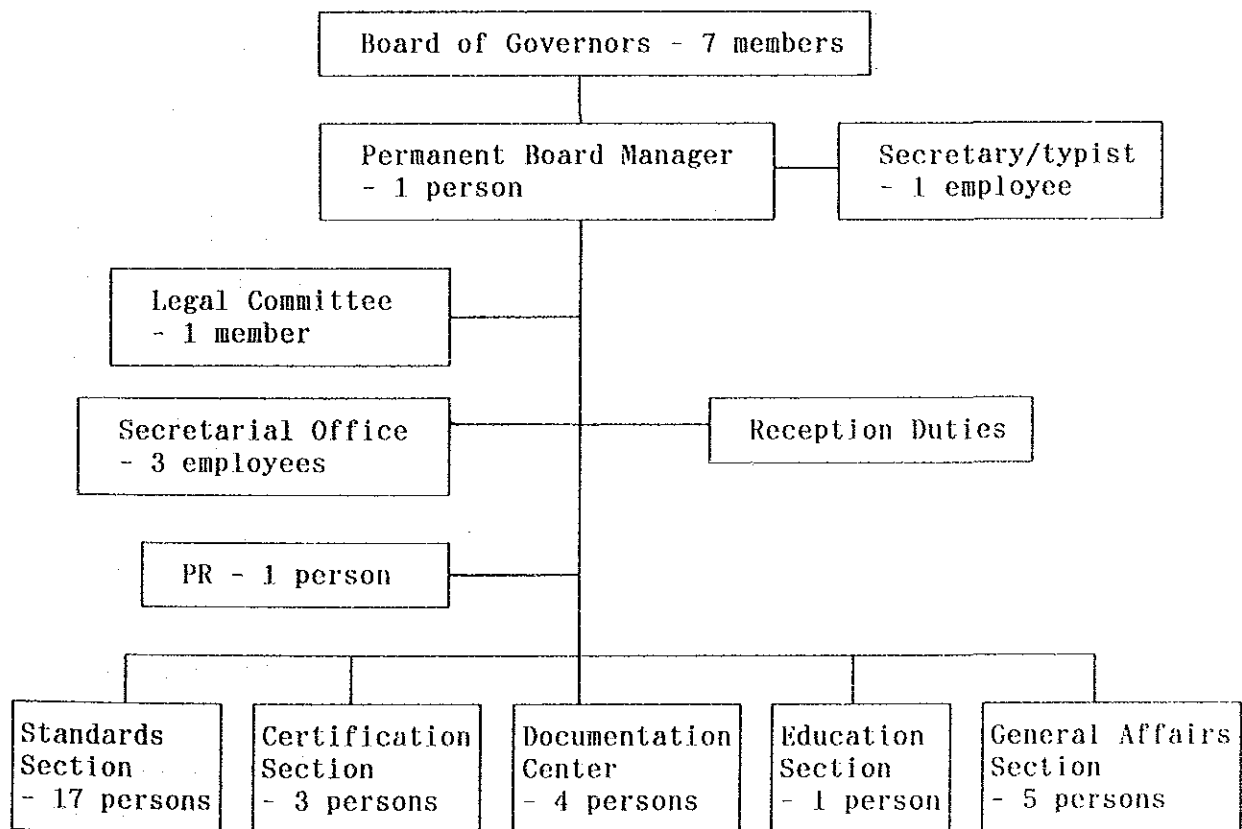 Board of Governors - 7 members
Permanent Board Manager
- 1 person
Secretary/typist
- 1 employee
Legal Committee
- 1 member
Secretarial Office
- 3 employees
Reception Duties
PR - 1 person
Standards
Section
- 17 persons
Certification
Section
- 3 persons
Documentation
Center
- 4 persons
Education
Section
- 1 person
General Affairs
Section
- 5 persons